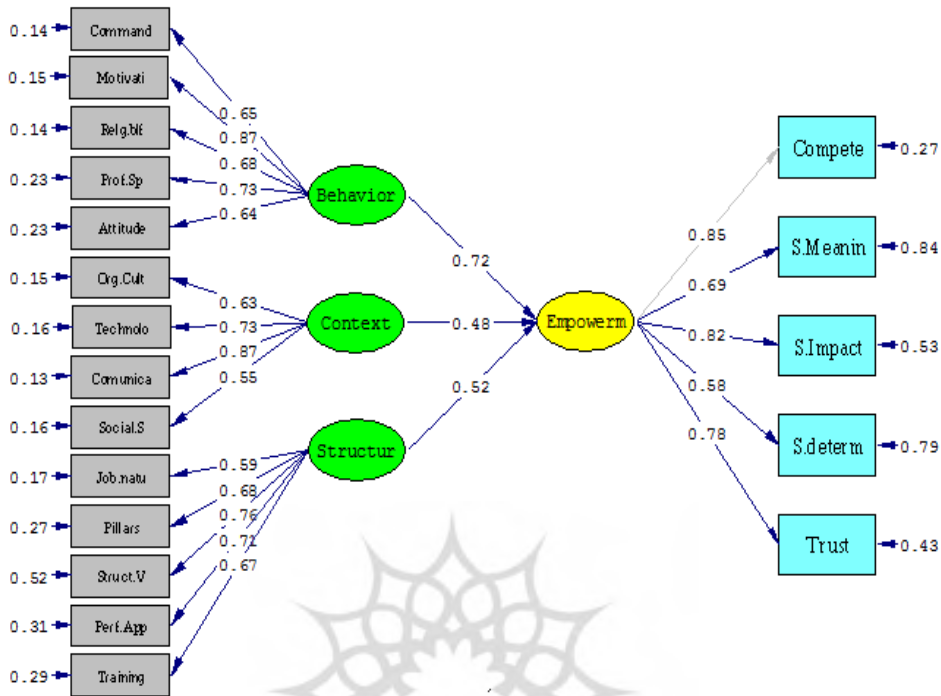 0.14 Command
0.15 Motivati
0.14 Relg.blf
0.23 Prof.Sp
0.23 Attitude
0.15 Org.Cult
0.16 Technolo
0.13 Comunica
0.16 Social.S
0.17 Job.natu
0.27 Pillars
0.52 Struct.V
0.31 Perf.App
0.29 Training
0.65
0.87
0.68
0.73
0.64
0.63
0.73
0.87
0.55
0.59
0.68
0.76
0.71
0.67
Behavior
Context
Structur
0.72
0.48
0.52
Empowerm
0.85
0.69
0.82
0.58
0.78
Compete 0.27
S.Meanin 0.84
S.Impact 0.53
S.determ 0.79
Trust 0.43